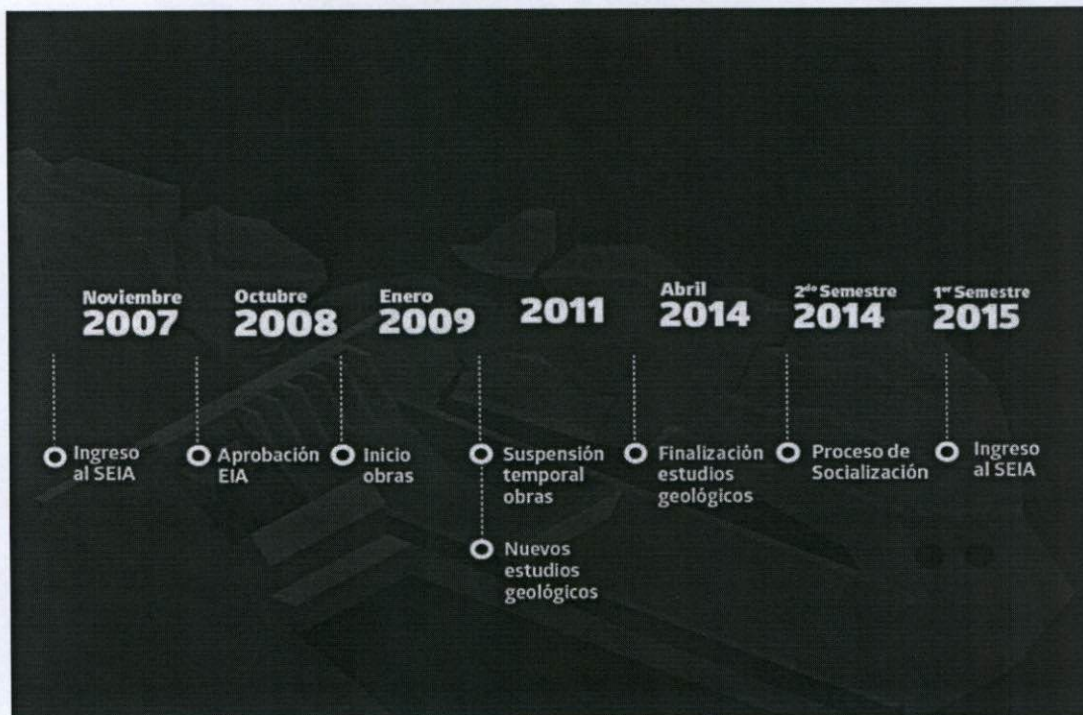 Noviembre
2007
Ingreso
al SEIA
Octubre
2008
Aprobación
EIA
Enero
2009
Inicio
obras
2011
Suspensión
temporal
obras
Nuevos
estudios
geológicos
Abril
2014
Finalización
estudios
geológicos
2do Semestre
2014
Proceso de
Socialización
1er Semestre
2015
Ingreso
al SEIA